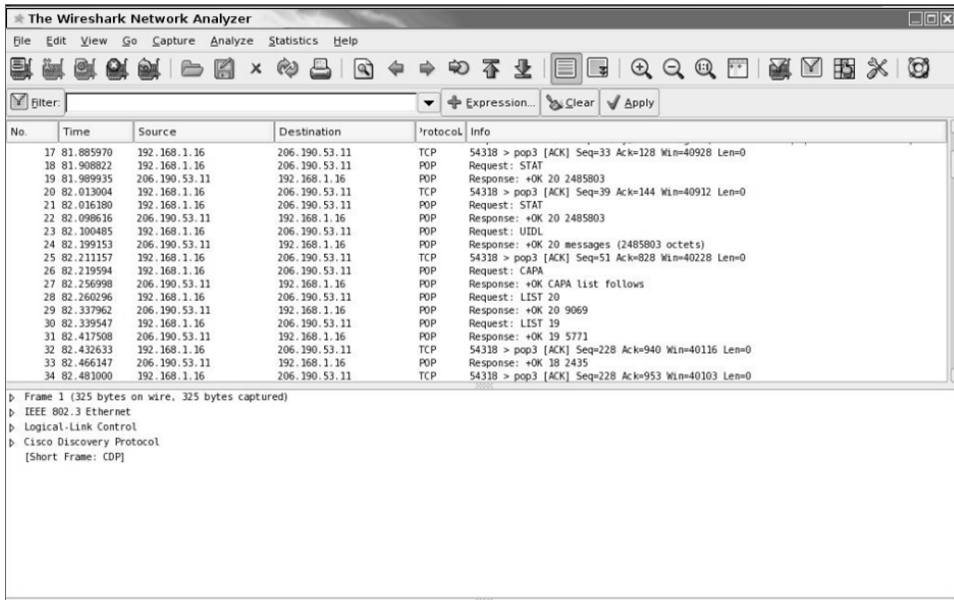 The Wireshark Network Analyzer
File Edit View Go Capture Analyze Statistics Help
Filter: Expression... Clear Apply
No. Time Source Destination Protocol Info
17 81.885970 192.168.1.16 206.190.53.11 TCP 54318 > pop3 [ACK] Seq=33 Ack=128 Win=40928 Len=0
18 81.908822 192.168.1.16 206.190.53.11 POP Request: STAT
19 81.989935 206.190.53.11 192.168.1.16 POP Response: +OK 20 2485803
20 82.013004 192.168.1.16 206.190.53.11 TCP 54318 > pop3 [ACK] Seq=39 Ack=144 Win=40912 Len=0
21 82.016180 192.168.1.16 206.190.53.11 POP Request: STAT
22 82.098616 206.190.53.11 192.168.1.16 POP Response: +OK 20 2485803
23 82.100485 192.168.1.16 206.190.53.11 POP Request: UIDL
24 82.199153 206.190.53.11 192.168.1.16 POP Response: +OK 20 messages (2485803 octets)
25 82.211157 192.168.1.16 206.190.53.11 TCP 54318 > pop3 [ACK] Seq=51 Ack=828 Win=40228 Len=0
26 82.219594 192.168.1.16 206.190.53.11 POP Request: CAPA
27 82.256998 206.190.53.11 192.168.1.16 POP Response: +OK CAPA list follows
28 82.260296 192.168.1.16 206.190.53.11 POP Request: LIST 20
29 82.337962 206.190.53.11 192.168.1.16 POP Response: +OK 20 9069
30 82.339547 192.168.1.16 206.190.53.11 POP Request: LIST 19
31 82.417508 206.190.53.11 192.168.1.16 POP Response: +OK 19 5771
32 82.432633 192.168.1.16 206.190.53.11 TCP 54318 > pop3 [ACK] Seq=228 Ack=940 Win=40116 Len=0
33 82.466147 206.190.53.11 192.168.1.16 POP Response: +OK 18 2435
34 82.481000 192.168.1.16 206.190.53.11 TCP 54318 > pop3 [ACK] Seq=228 Ack=953 Win=40103 Len=0
Frame 1 (325 bytes on wire, 325 bytes captured)
IEEE 802.3 Ethernet
Logical-Link Control
Cisco Discovery Protocol
[Short Frame: CDP]